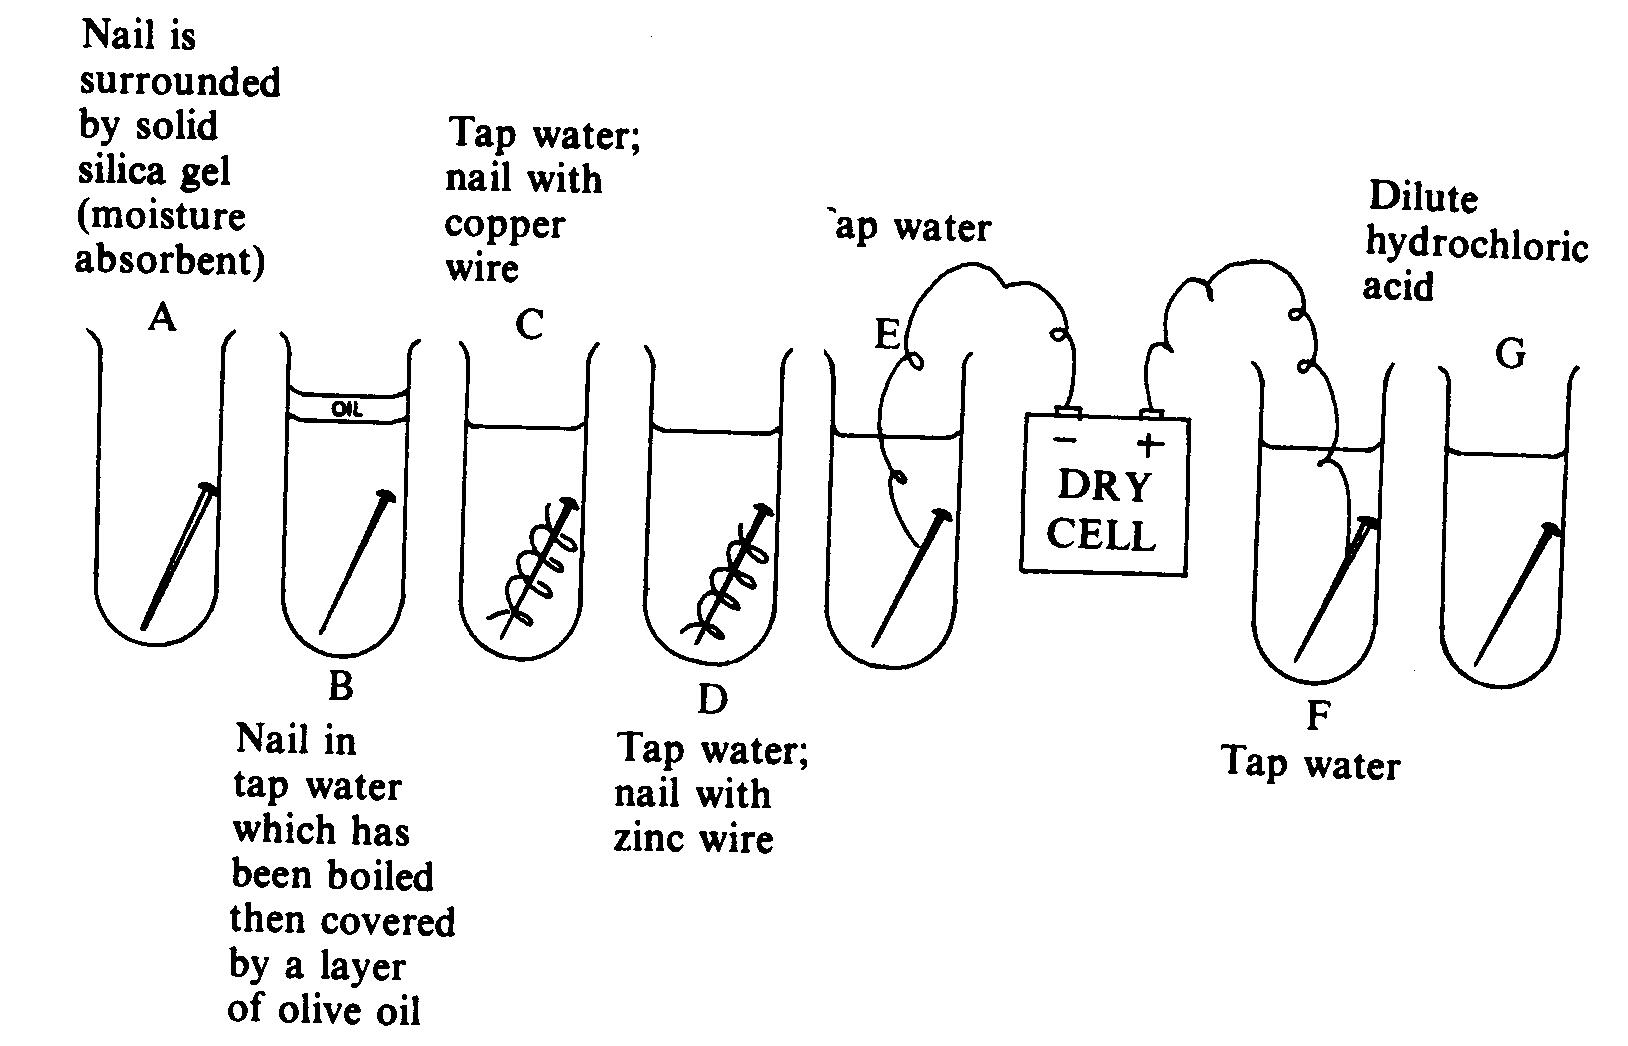 Nail is
surrounded
by solid
silica gel
(moisture
absorbent)
A
Tap water;
nail with
copper
wire
C
ap water
E
Dilute
hydrochloric
acid
G
OIL
- +
DRY
CELL
B
Nail in
tap water
which has
been boiled
then covered
by a layer
of olive oil
D
Tap water;
nail with
zinc wire
F
Tap water